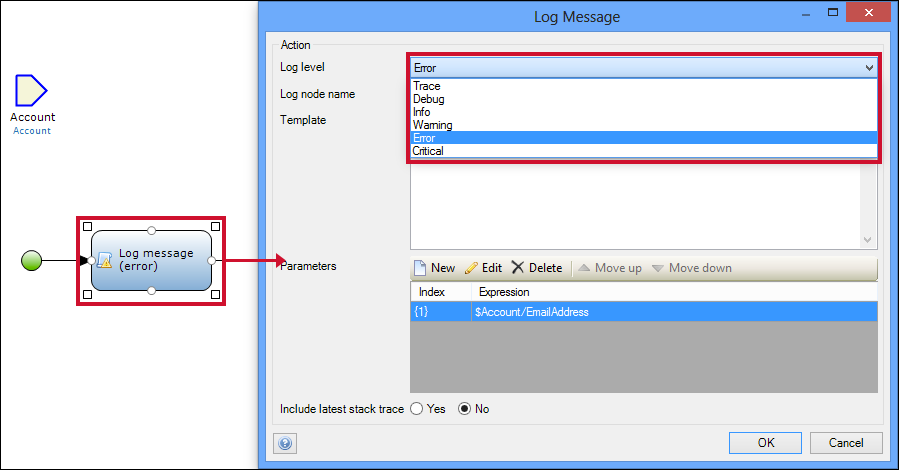 Log Message
Action
Log level
Error
Trace
Debug
Info
Warning
Error
Critical
Log node name
Template
Account
Account
Log message
(error)
Parameters
New Edit Delete Move up Move down
Index Expression
{1} $Account/EmailAddress
Include latest stack trace Yes No
? OK Cancel